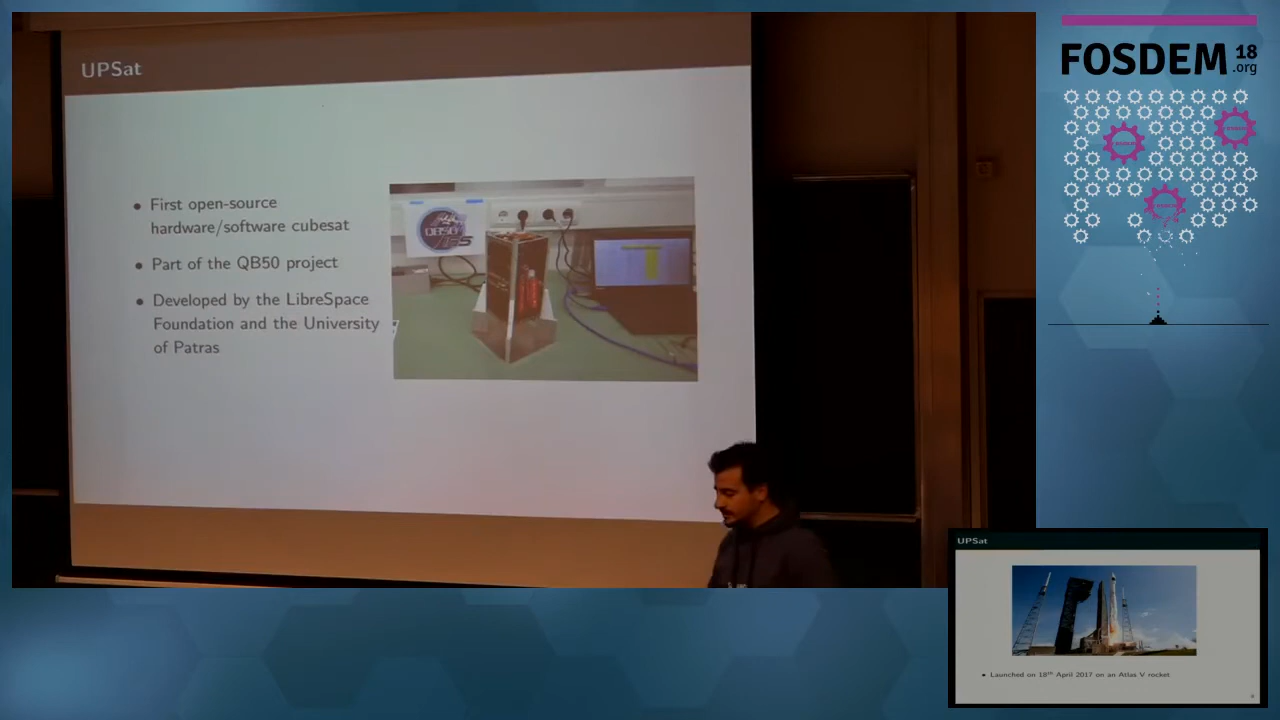 UPSat
• First open-source
hardware/software cubesat
• Part of the QB50 project
• Developed by the LibreSpace
Foundation and the University
of Patras
QB50
FOSDEM 18
.org
UPSat
• Launched on 18th April 2017 on an Atlas V rocket